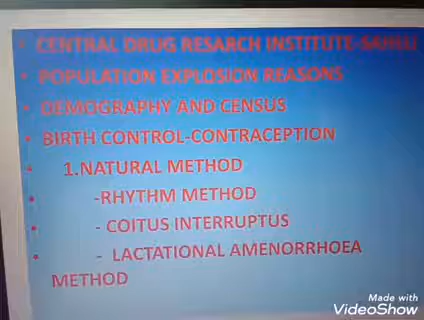 • CENTRAL DRUG RESARCH INSTITUTE-SAHELI
• POPULATION EXPLOSION REASONS
• DEMOGRAPHY AND CENSUS
• BIRTH CONTROL-CONTRACEPTION
• 1.NATURAL METHOD
• -RHYTHM METHOD
• - COITUS INTERRUPTUS
• - LACTATIONAL AMENORRHOEA
METHOD
Made with
VideoShow